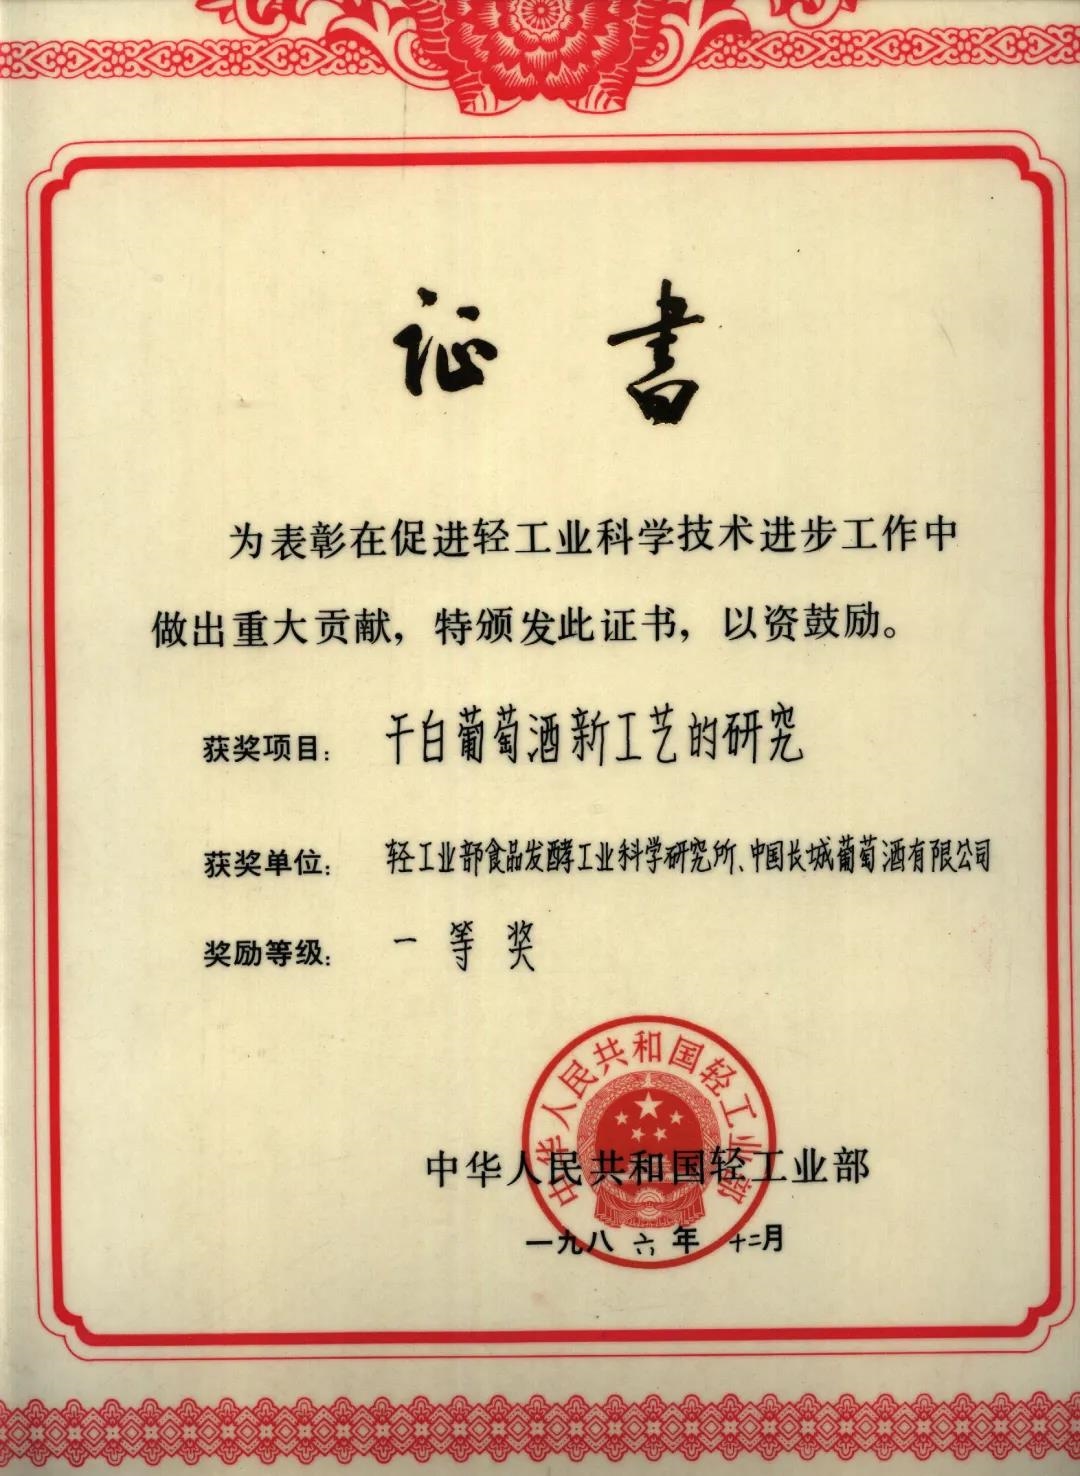 证书
为表彰在促进轻工业科学技术进步工作中
做出重大贡献，特颁发此证书，以资鼓励。
获奖项目：干白葡萄酒新工艺的研究
获奖单位：轻工业部食品发酵工业科学研究所、中国长城葡萄酒有限公司
奖励等级：一等奖
中华人民共和国轻工业部
中华人民共和国轻工业部
一九八六年十二月